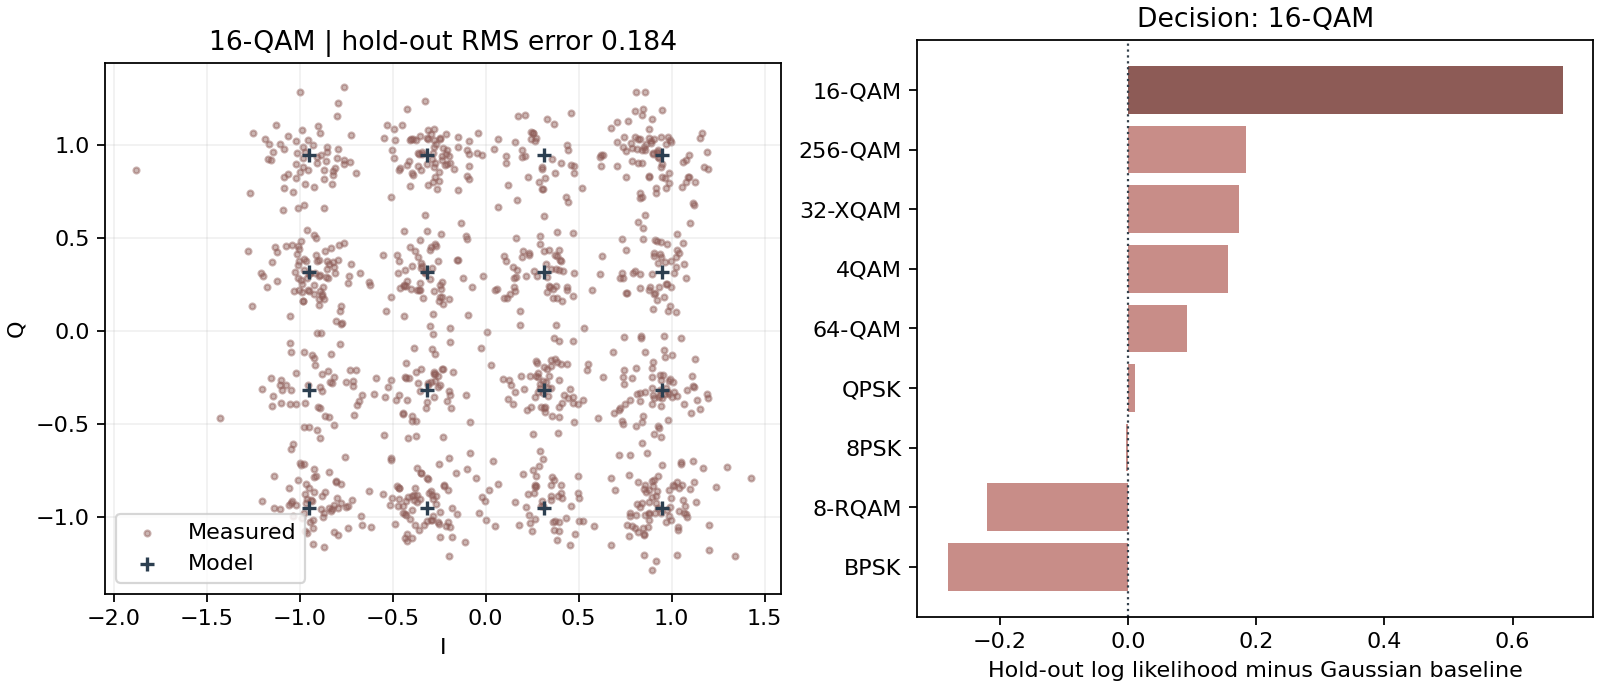 16-QAM | hold-out RMS error 0.184
Q
1.0
0.5
0.0
−0.5
−1.0
Measured
Model
−2.0
−1.5
−1.0
−0.5
0.0
0.5
1.0
1.5
I
Decision: 16-QAM
16-QAM
256-QAM
32-XQAM
4QAM
64-QAM
QPSK
8PSK
8-RQAM
BPSK
−0.2
0.0
0.2
0.4
0.6
Hold-out log likelihood minus Gaussian baseline